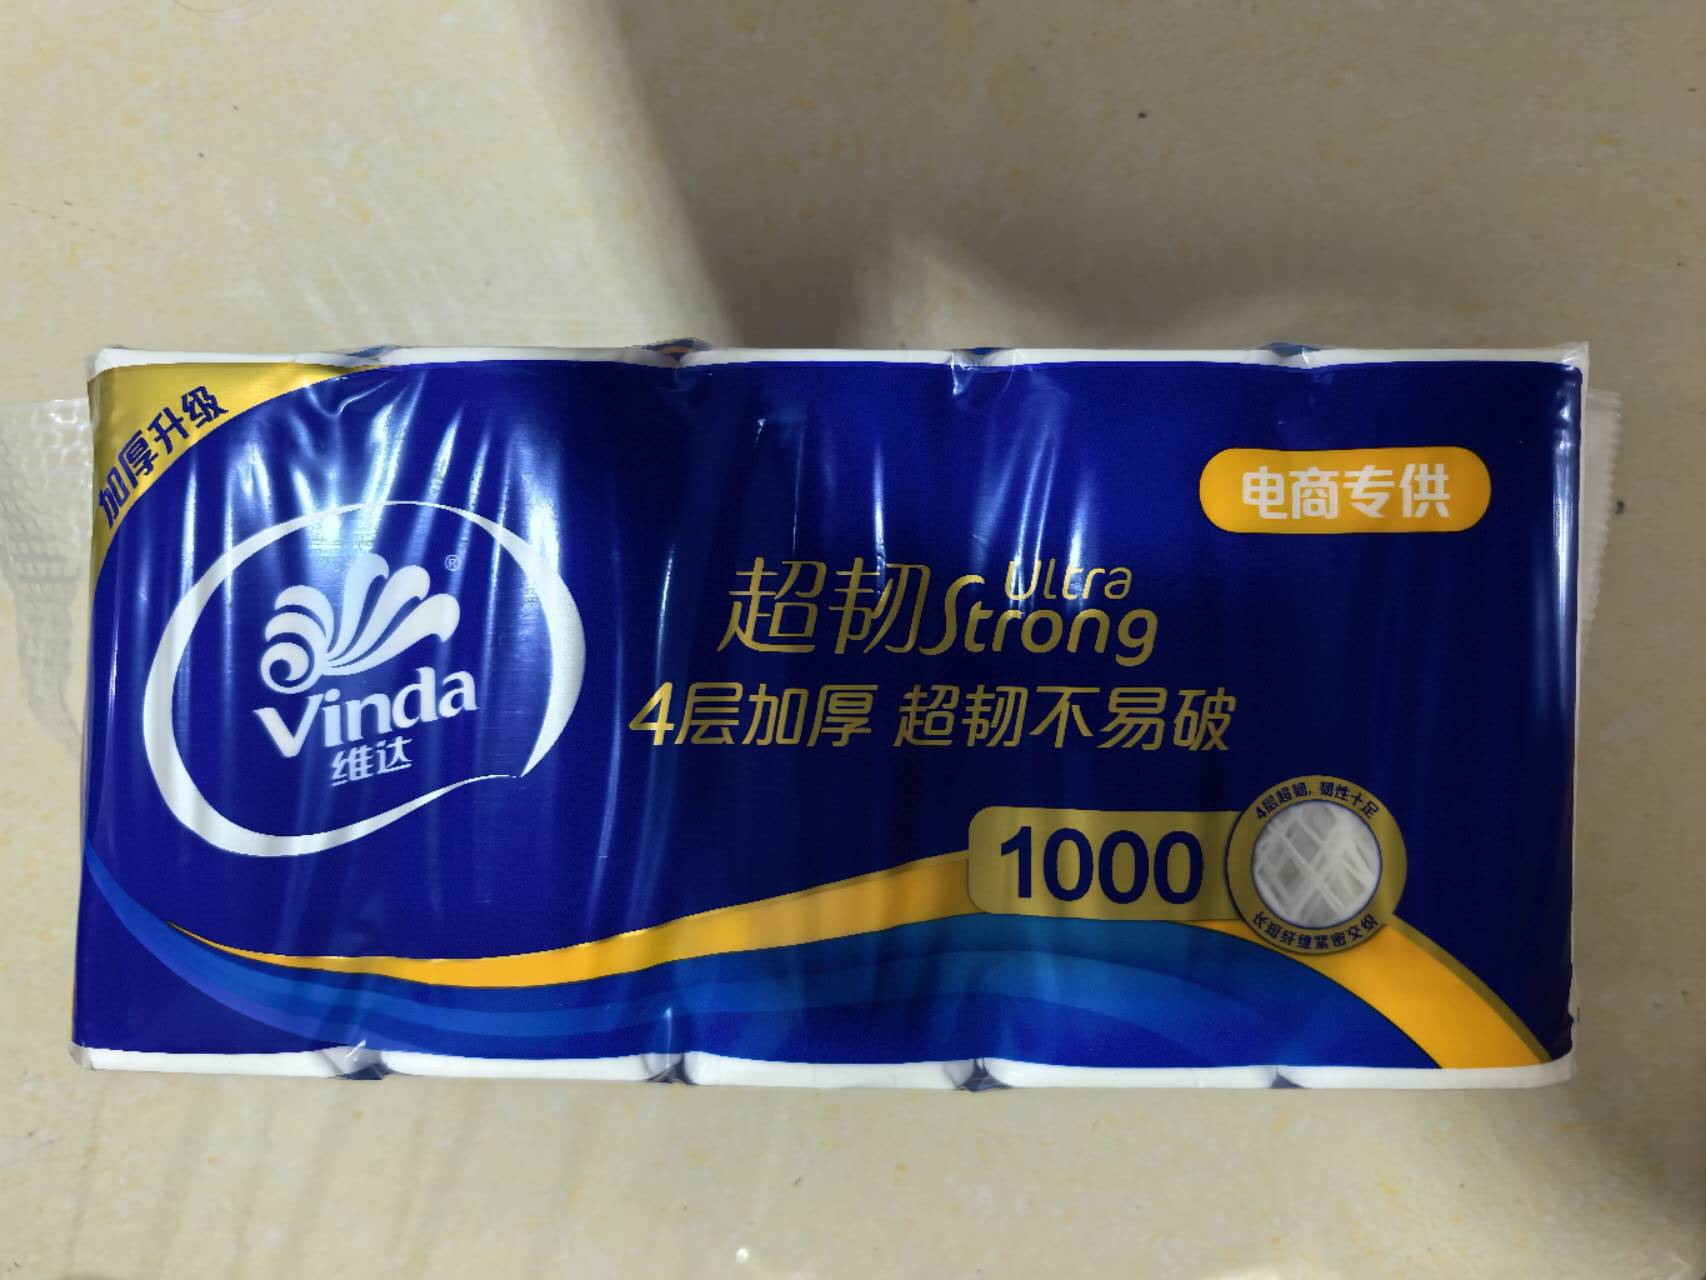 加厚升级
电商专供
®
Vinda
维达
超韧 Ultra Strong
4层加厚 超韧不易破
1000
4层超韧，韧性十足
长短纤维紧密交织